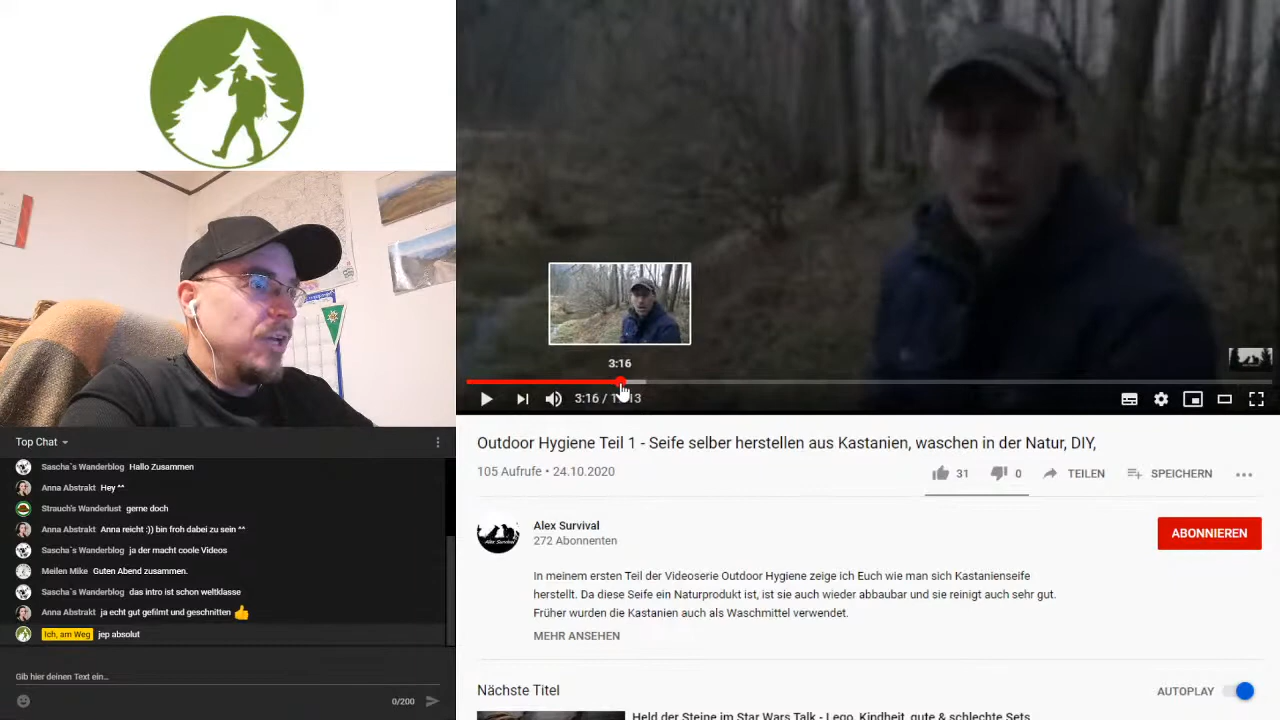 Top Chat
Sascha`s Wanderblog Hallo Zusammen
Anna Abstrakt Hey ^^
Strauch's Wanderlust gerne doch
Anna Abstrakt Anna reicht :)) bin froh dabei zu sein ^^
Sascha`s Wanderblog ja der macht coole Videos
Meilen Mike Guten Abend zusammen.
Sascha`s Wanderblog das intro ist schon weltklasse
Anna Abstrakt ja echt gut gefilmt und geschnitten 👍
Ich, am Weg jep absolut
Gib hier deinen Text ein...
0/200
3:16
3:16 /
Outdoor Hygiene Teil 1 - Seife selber herstellen aus Kastanien, waschen in der Natur, DIY,
105 Aufrufe • 24.10.2020
31 0 TEILEN SPEICHERN
Alex Survival
272 Abonnenten
ABONNIEREN
In meinem ersten Teil der Videoserie Outdoor Hygiene zeige ich Euch wie man sich Kastanienseife
herstellt. Da diese Seife ein Naturprodukt ist, ist sie auch wieder abbaubar und sie reinigt auch sehr gut.
Früher wurden die Kastanien auch als Waschmittel verwendet.
MEHR ANSEHEN
Nächste Titel
AUTOPLAY
Held der Steine im Star Wars Talk - Lego, Kindheit, gute & schlechte Sets